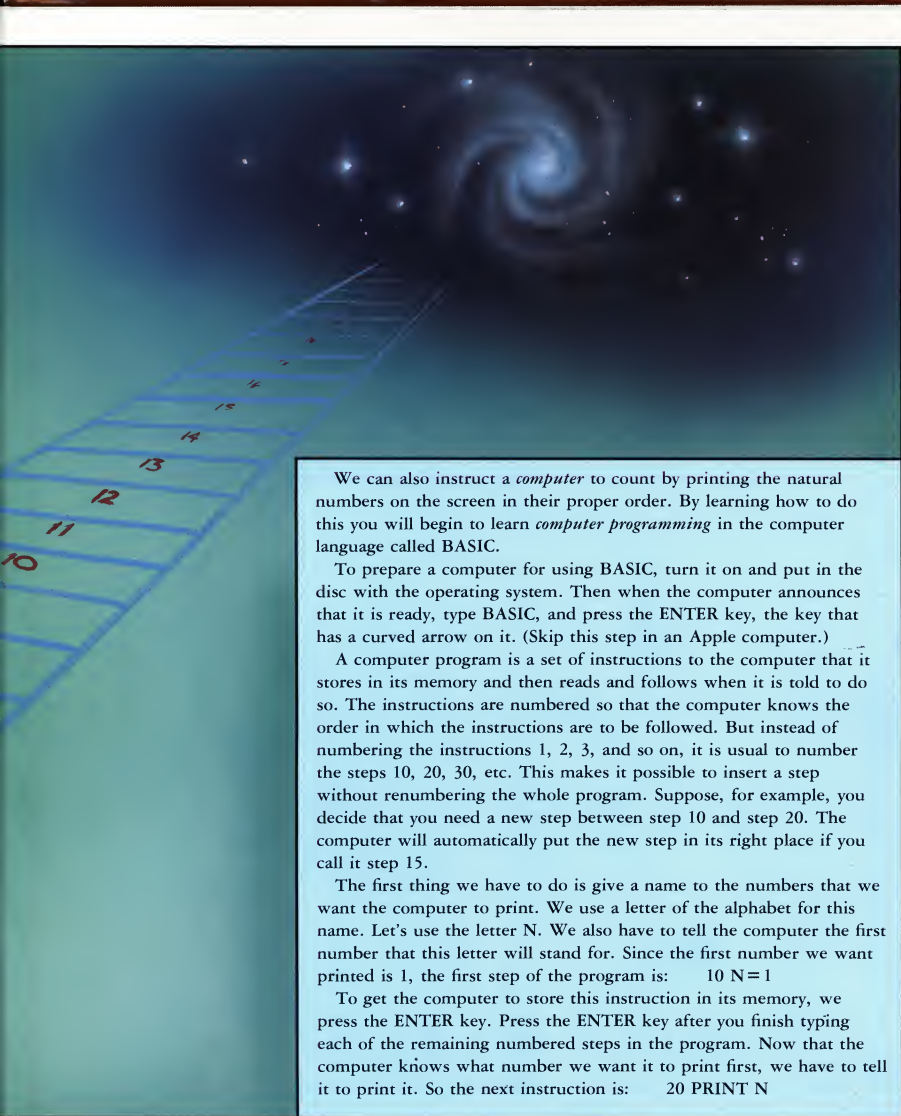 16
15
14
13
12
11
10
We can also instruct a computer to count by printing the natural
numbers on the screen in their proper order. By learning how to do
this you will begin to learn computer programming in the computer
language called BASIC.
To prepare a computer for using BASIC, turn it on and put in the
disc with the operating system. Then when the computer announces
that it is ready, type BASIC, and press the ENTER key, the key that
has a curved arrow on it. (Skip this step in an Apple computer.)
A computer program is a set of instructions to the computer that it
stores in its memory and then reads and follows when it is told to do
so. The instructions are numbered so that the computer knows the
order in which the instructions are to be followed. But instead of
numbering the instructions 1, 2, 3, and so on, it is usual to number
the steps 10, 20, 30, etc. This makes it possible to insert a step
without renumbering the whole program. Suppose, for example, you
decide that you need a new step between step 10 and step 20. The
computer will automatically put the new step in its right place if you
call it step 15.
The first thing we have to do is give a name to the numbers that we
want the computer to print. We use a letter of the alphabet for this
name. Let's use the letter N. We also have to tell the computer the first
number that this letter will stand for. Since the first number we want
printed is 1, the first step of the program is: 10 N=1
To get the computer to store this instruction in its memory, we
press the ENTER key. Press the ENTER key after you finish typing
each of the remaining numbered steps in the program. Now that the
computer knows what number we want it to print first, we have to tell
it to print it. So the next instruction is: 20 PRINT N